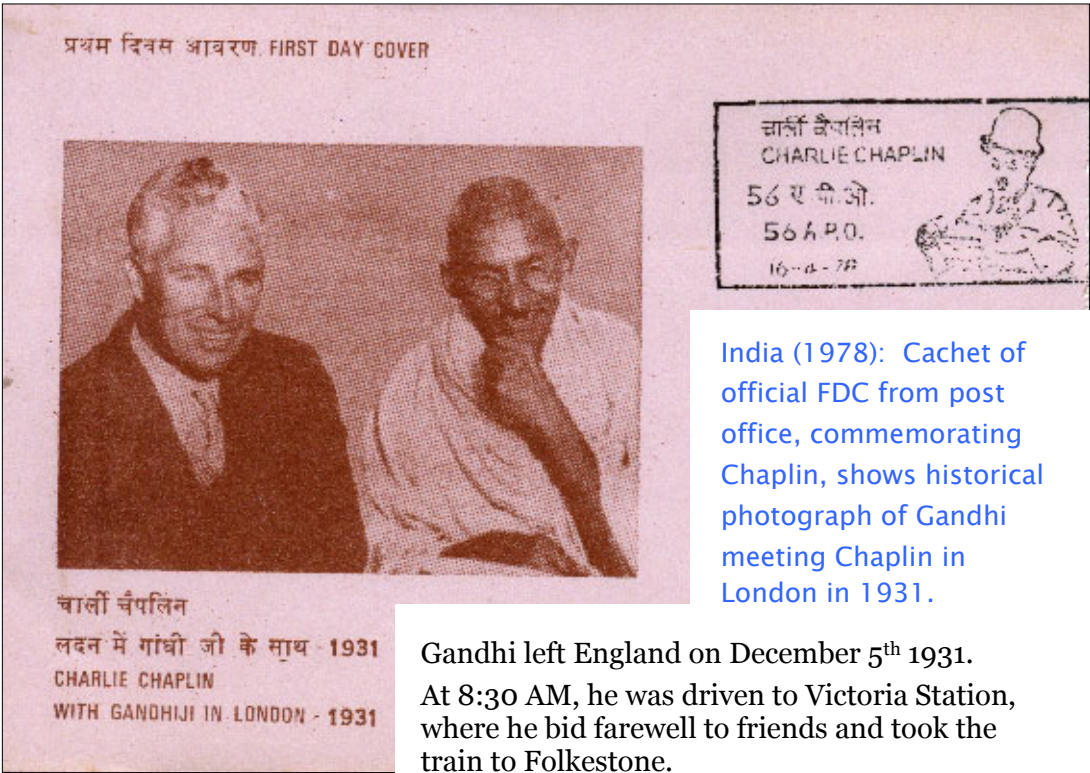 प्रथम दिवस आवरण. FIRST DAY COVER
चार्ली चैपलिन
CHARLIE CHAPLIN
56 ए. पी. ओ.
56 A.P.O.
India (1978): Cachet of
official FDC from post
office, commemorating
Chaplin, shows historical
photograph of Gandhi
meeting Chaplin in
London in 1931.
चार्ली चैपलिन
लदन में गांधी जी के साथ - 1931
CHARLIE CHAPLIN
WITH GANDHIJI IN LONDON - 1931
Gandhi left England on December 5th 1931.
At 8:30 AM, he was driven to Victoria Station,
where he bid farewell to friends and took the
train to Folkestone.